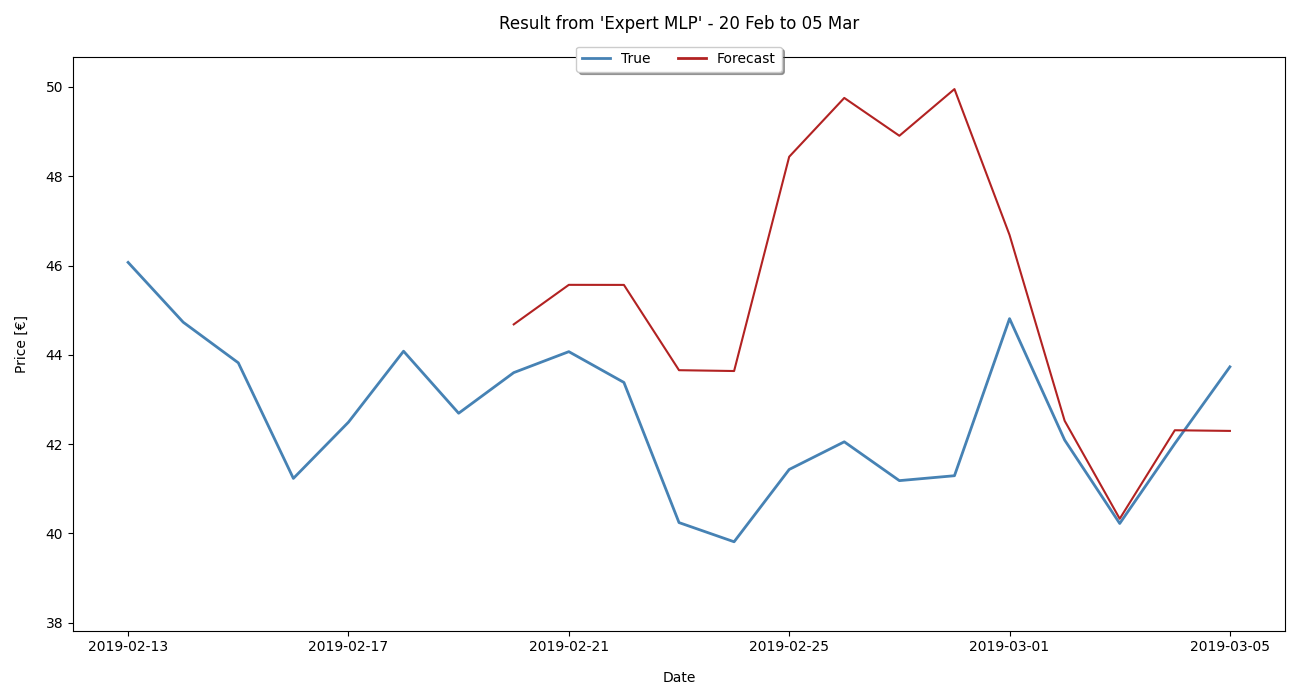 Result from 'Expert MLP' - 20 Feb to 05 Mar
True Forecast
50
48
46
44
42
40
38
Price [€]
2019-02-13 2019-02-17 2019-02-21 2019-02-25 2019-03-01 2019-03-05
Date